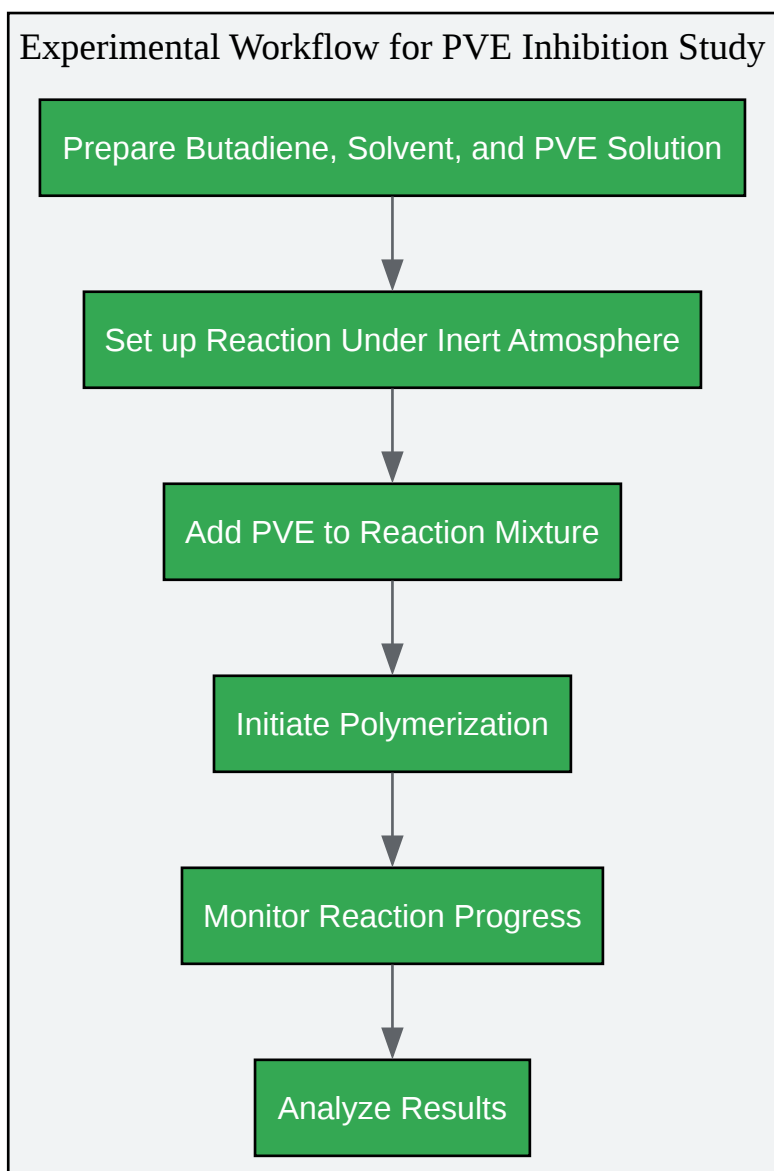 Experimental Workflow for PVE Inhibition Study
Prepare Butadiene, Solvent, and PVE Solution
Set up Reaction Under Inert Atmosphere
Add PVE to Reaction Mixture
Initiate Polymerization
Monitor Reaction Progress
Analyze Results